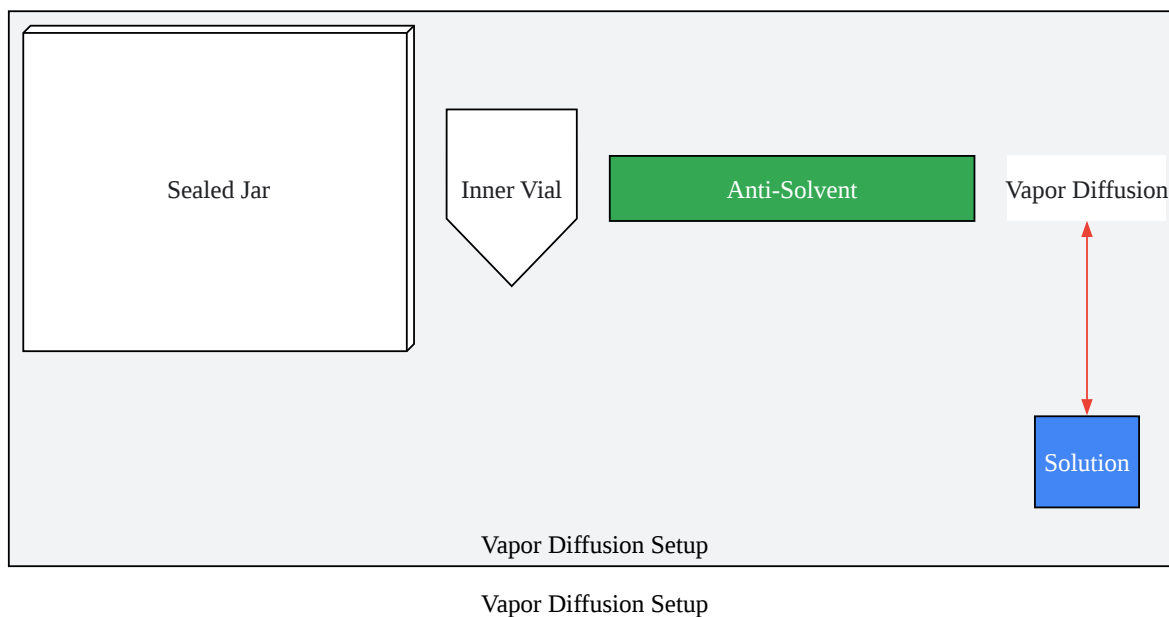 Sealed Jar
Inner Vial
Anti-Solvent
Vapor Diffusion
Solution
Vapor Diffusion Setup
Vapor Diffusion Setup